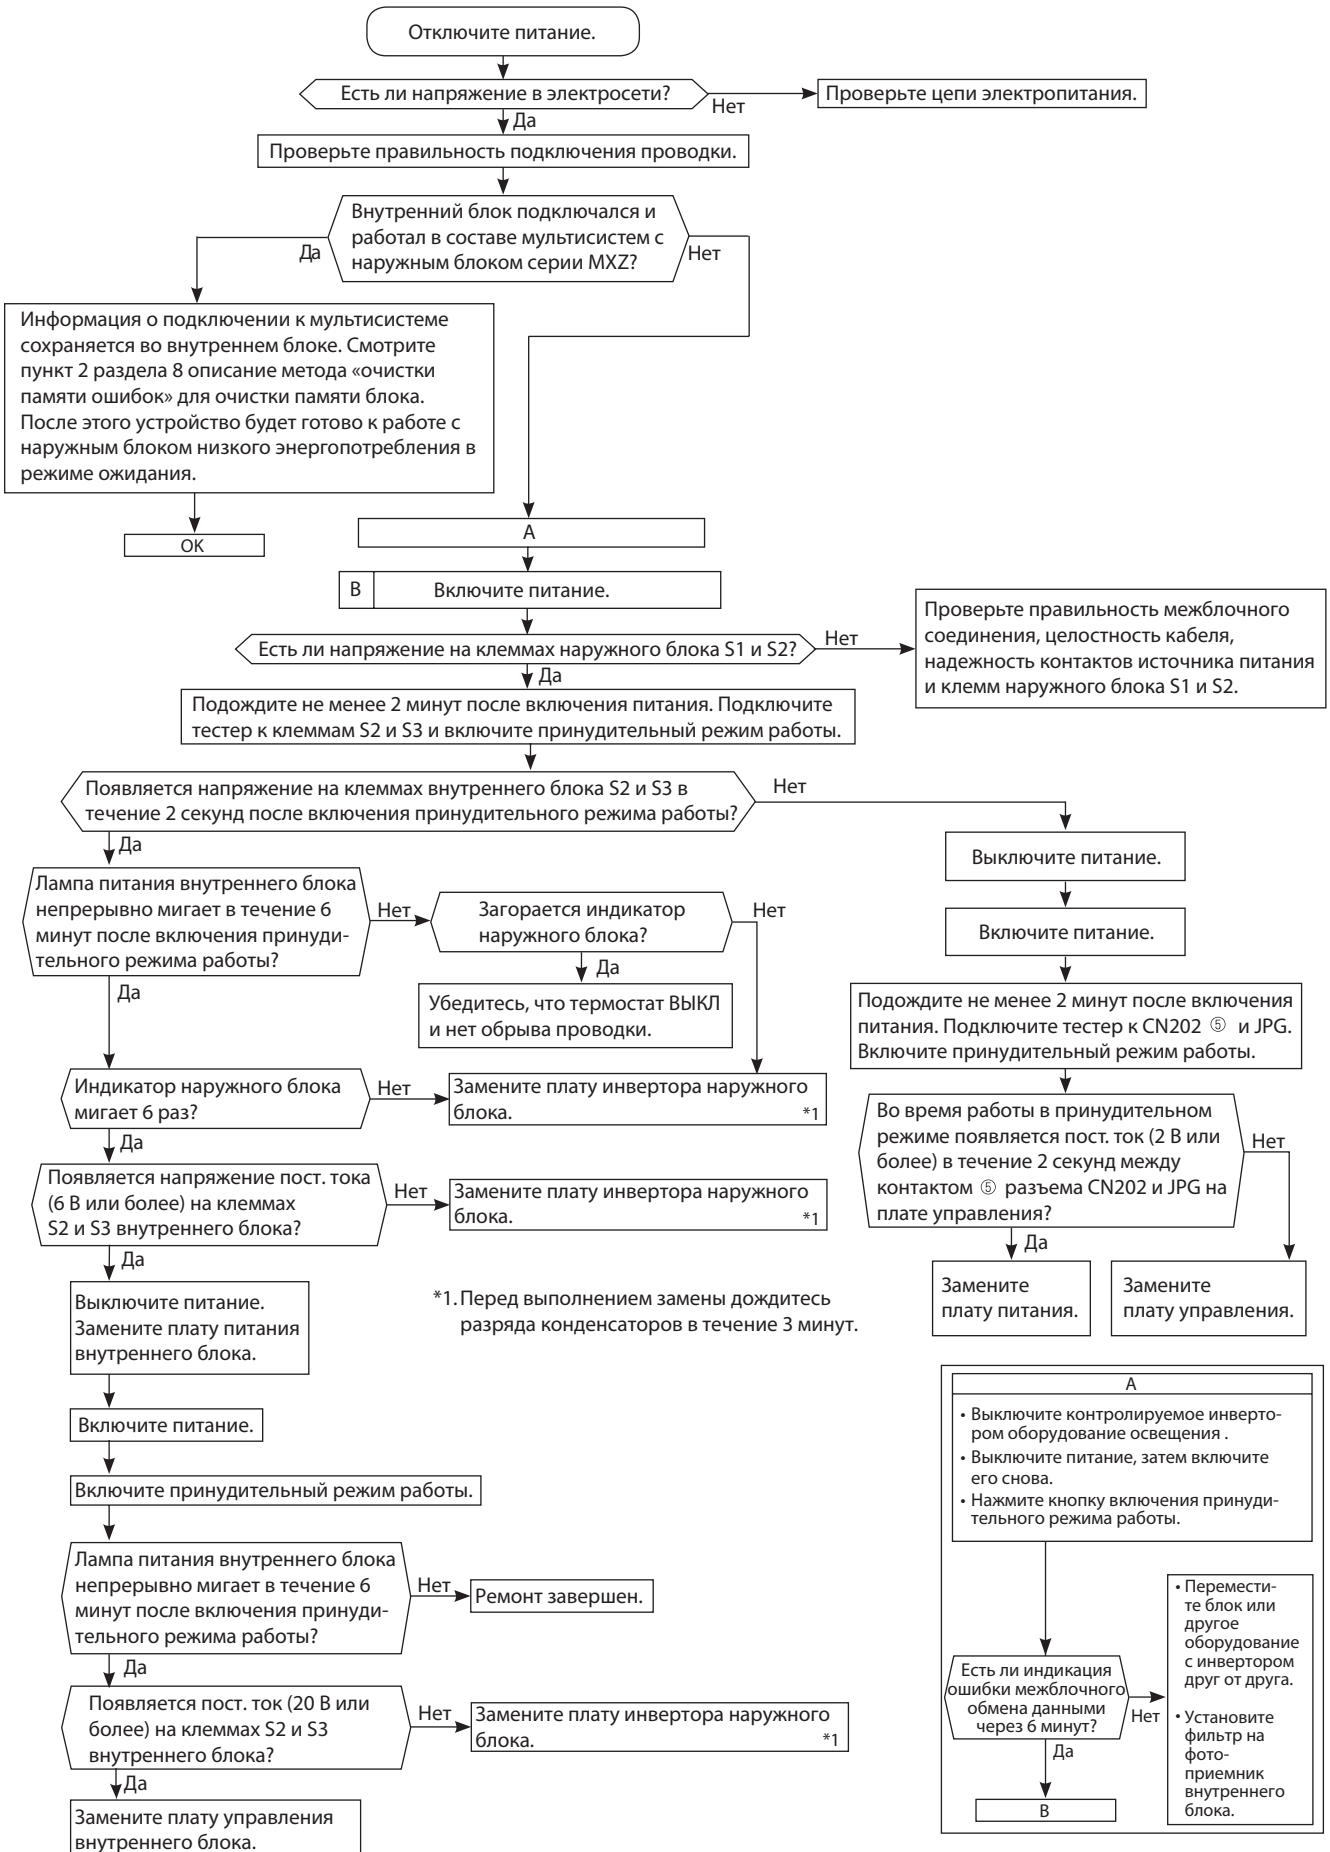 Отключите питание.
Есть ли напряжение в электросети?
Нет
Проверьте цепи электропитания.
Да
Проверьте правильность подключения проводки.
Внутренний блок подключался и
работал в составе мультисистем с
наружным блоком серии MXZ?
Да
Нет
Информация о подключении к мультисистеме
сохраняется во внутреннем блоке. Смотрите
пункт 2 раздела 8 описание метода «очистки
памяти ошибок» для очистки памяти блока.
После этого устройство будет готово к работе с
наружным блоком низкого энергопотребления в
режиме ожидания.
OK
A
B
Включите питание.
Есть ли напряжение на клеммах наружного блока S1 и S2?
Нет
Проверьте правильность межблочного
соединения, целостность кабеля,
надежность контактов источника питания
и клемм наружного блока S1 и S2.
Да
Подождите не менее 2 минут после включения питания. Подключите
тестер к клеммам S2 и S3 и включите принудительный режим работы.
Появляется напряжение на клеммах внутреннего блока S2 и S3 в
течение 2 секунд после включения принудительного режима работы?
Нет
Да
Лампа питания внутреннего блока
непрерывно мигает в течение 6
минут после включения принуди-
тельного режима работы?
Нет
Загорается индикатор
наружного блока?
Нет
Да
Убедитесь, что термостат ВЫКЛ
и нет обрыва проводки.
Да
Индикатор наружного блока
мигает 6 раз?
Нет
Замените плату инвертора наружного
блока. *1
Да
Появляется напряжение пост. тока
(6 В или более) на клеммах
S2 и S3 внутреннего блока?
Нет
Замените плату инвертора наружного
блока. *1
Да
Выключите питание.
Замените плату питания
внутреннего блока.
*1. Перед выполнением замены дождитесь
разряда конденсаторов в течение 3 минут.
Включите питание.
Включите принудительный режим работы.
Лампа питания внутреннего блока
непрерывно мигает в течение 6
минут после включения принуди-
тельного режима работы?
Нет
Ремонт завершен.
Да
Появляется пост. ток (20 В или
более) на клеммах S2 и S3
внутреннего блока?
Нет
Замените плату инвертора наружного
блока. *1
Да
Замените плату управления
внутреннего блока.
Выключите питание.
Включите питание.
Подождите не менее 2 минут после включения
питания. Подключите тестер к CN202 ⑤ и JPG.
Включите принудительный режим работы.
Во время работы в принудительном
режиме появляется пост. ток (2 В или
более) в течение 2 секунд между
контактом ⑤ разъема CN202 и JPG на
плате управления?
Нет
Да
Замените
плату питания.
Замените
плату управления.
A
• Выключите контролируемое инверто-
ром оборудование освещения .
• Выключите питание, затем включите
его снова.
• Нажмите кнопку включения принуди-
тельного режима работы.
Есть ли индикация
ошибки межблочного
обмена данными
через 6 минут?
Нет
• Перемести-
те блок или
другое
оборудование
с инвертором
друг от друга.
• Установите
фильтр на
фото-
приемник
внутреннего
блока.
Да
B